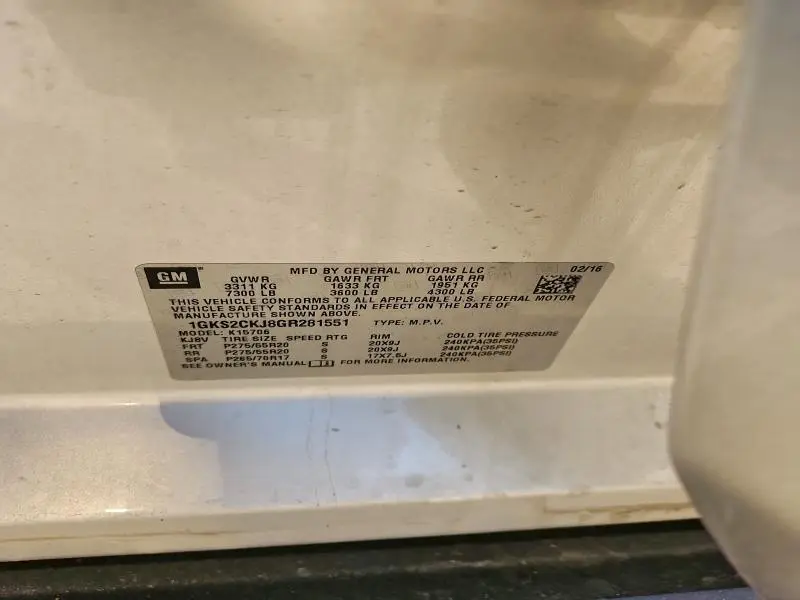 GM MFD BY GENERAL MOTORS LLC 02/16
GVWR GAWR FRT GAWR RR
3311 KG 1633 KG 1951 KG
7300 LB 3600 LB 4300 LB
THIS VEHICLE CONFORMS TO ALL APPLICABLE U.S. FEDERAL MOTOR
VEHICLE SAFETY STANDARDS IN EFFECT ON THE DATE OF
MANUFACTURE SHOWN ABOVE.
1GKS2CKJ8GR281551 TYPE: M.P.V.
MODEL: K15706
KJ8V TIRE SIZE SPEED RTG RIM COLD TIRE PRESSURE
FRT P275/55R20 S 20X9J 240KPA(35PSI)
RR P275/55R20 S 20X9J 240KPA(35PSI)
SPA P265/70R17 S 17X7.5J 240KPA(35PSI)
SEE OWNER'S MANUAL FOR MORE INFORMATION.